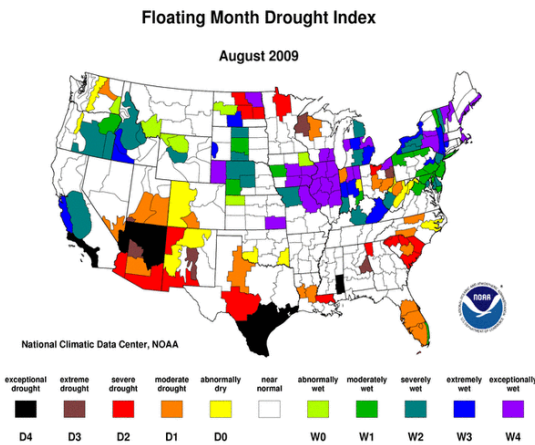 Floating Month Drought Index
August 2009
NOAA
National Climatic Data Center, NOAA
exceptional drought
extreme drought
severe drought
moderate drought
abnormally dry
near normal
abnormally wet
moderately wet
severely wet
extremely wet
exceptionally wet
D4 D3 D2 D1 D0 W0 W1 W2 W3 W4